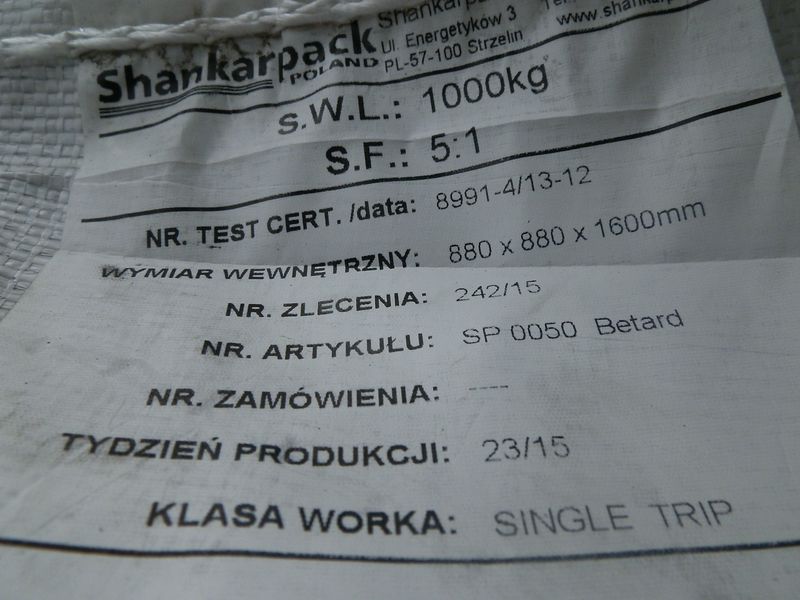 Shankarpack
POLAND
Ul. Energetyków 3
PL-57-100 Strzelin
S.W.L.: 1000kg
S.F.: 5:1
NR. TEST CERT. /data: 8991-4/13-12
WYMIAR WEWNĘTRZNY: 880 x 880 x 1600mm
NR. ZLECENIA: 242/15
NR. ARTYKUŁU: SP 0050 Betard
NR. ZAMÓWIENIA: ----
TYDZIEŃ PRODUKCJI: 23/15
KLASA WORKA: SINGLE TRIP